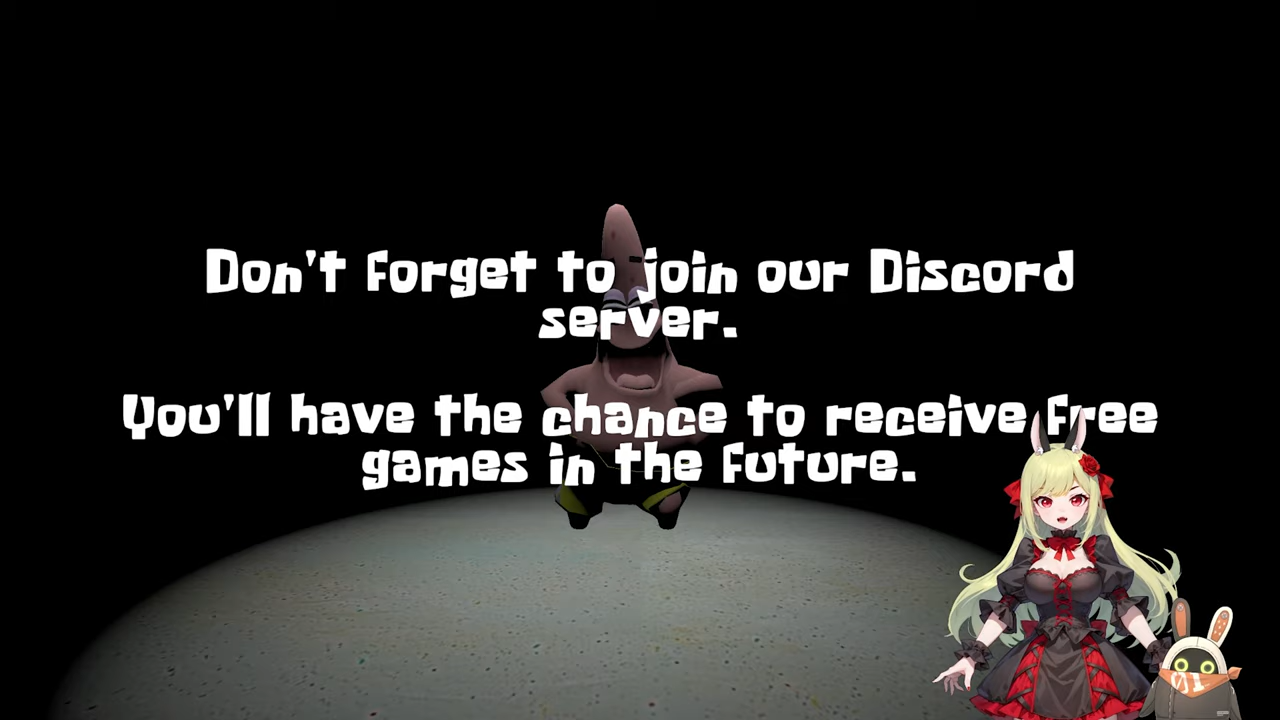 Don't forget to join our Discord
server.
You'll have the chance to receive free
games in the future.
01